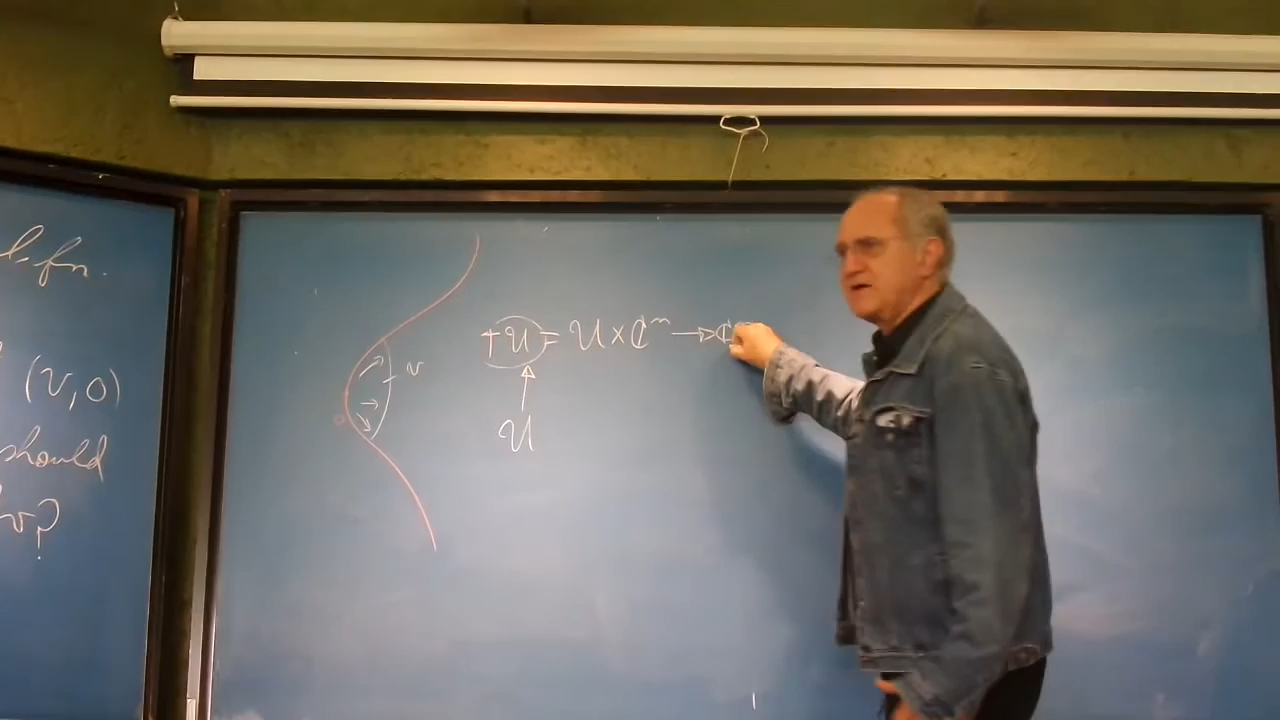 fn.
(V,0)
should
v?
v
TU = U × ℂⁿ → ℂ
↑
U